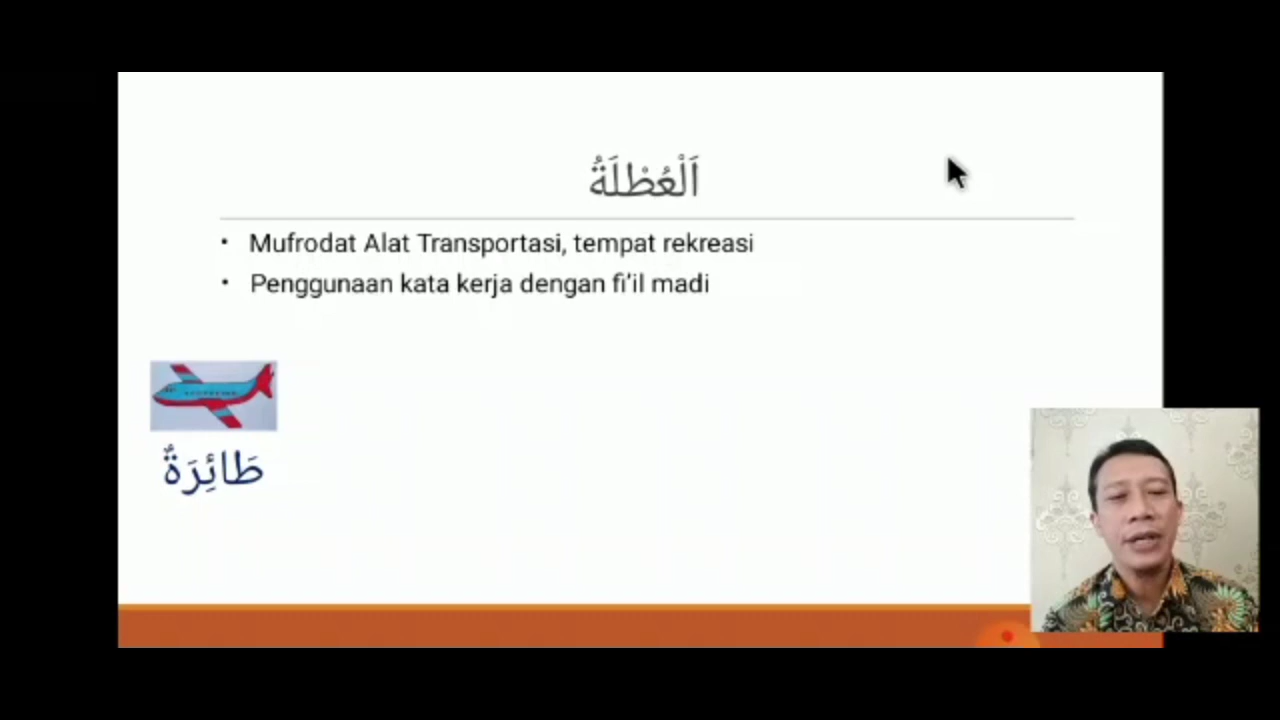 اَلْعُطْلَةُ
• Mufrodat Alat Transportasi, tempat rekreasi
• Penggunaan kata kerja dengan fi'il madi
طَائِرَةٌ